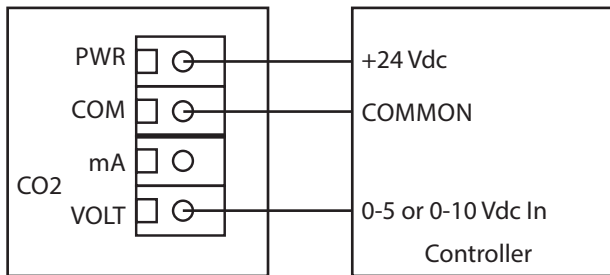 PWR
+24 Vdc
COM
COMMON
mA
CO2
VOLT
0-5 or 0-10 Vdc In
Controller